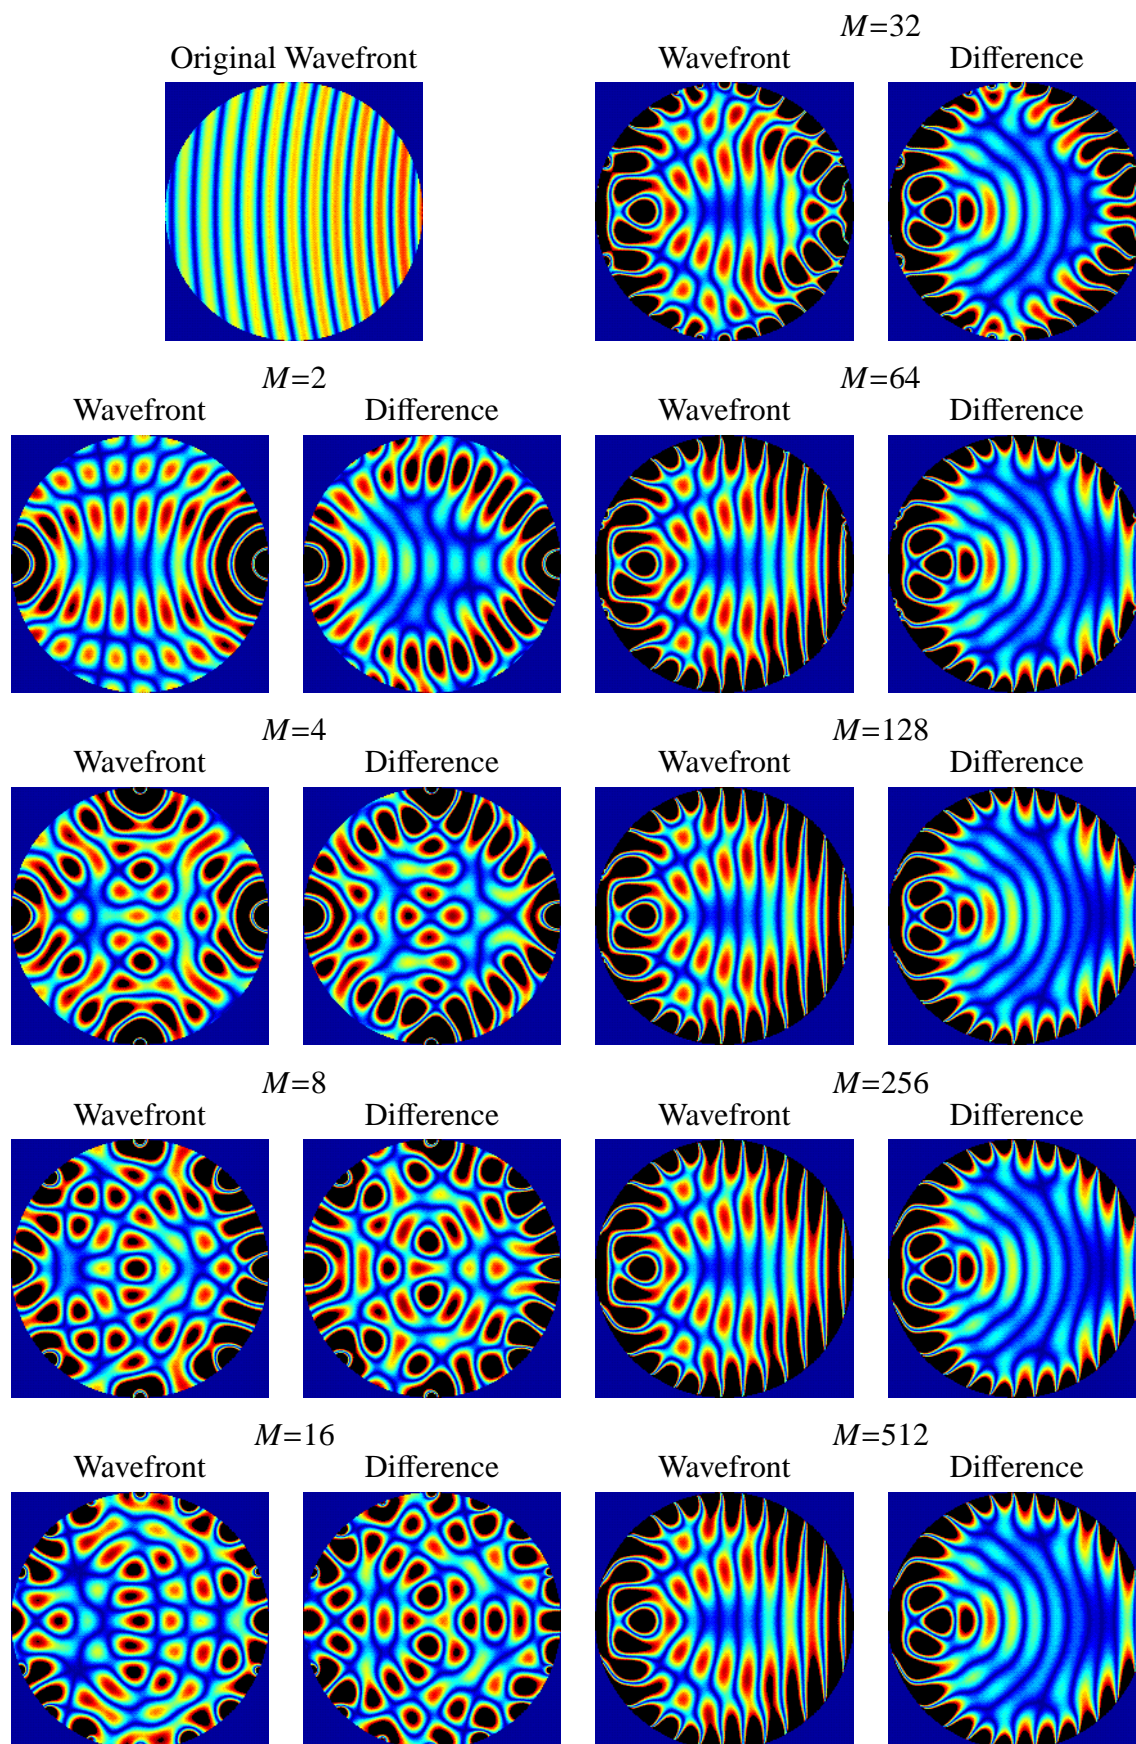 Original Wavefront
M=32
Wavefront Difference
M=2
Wavefront Difference
M=64
Wavefront Difference
M=4
Wavefront Difference
M=128
Wavefront Difference
M=8
Wavefront Difference
M=256
Wavefront Difference
M=16
Wavefront Difference
M=512
Wavefront Difference